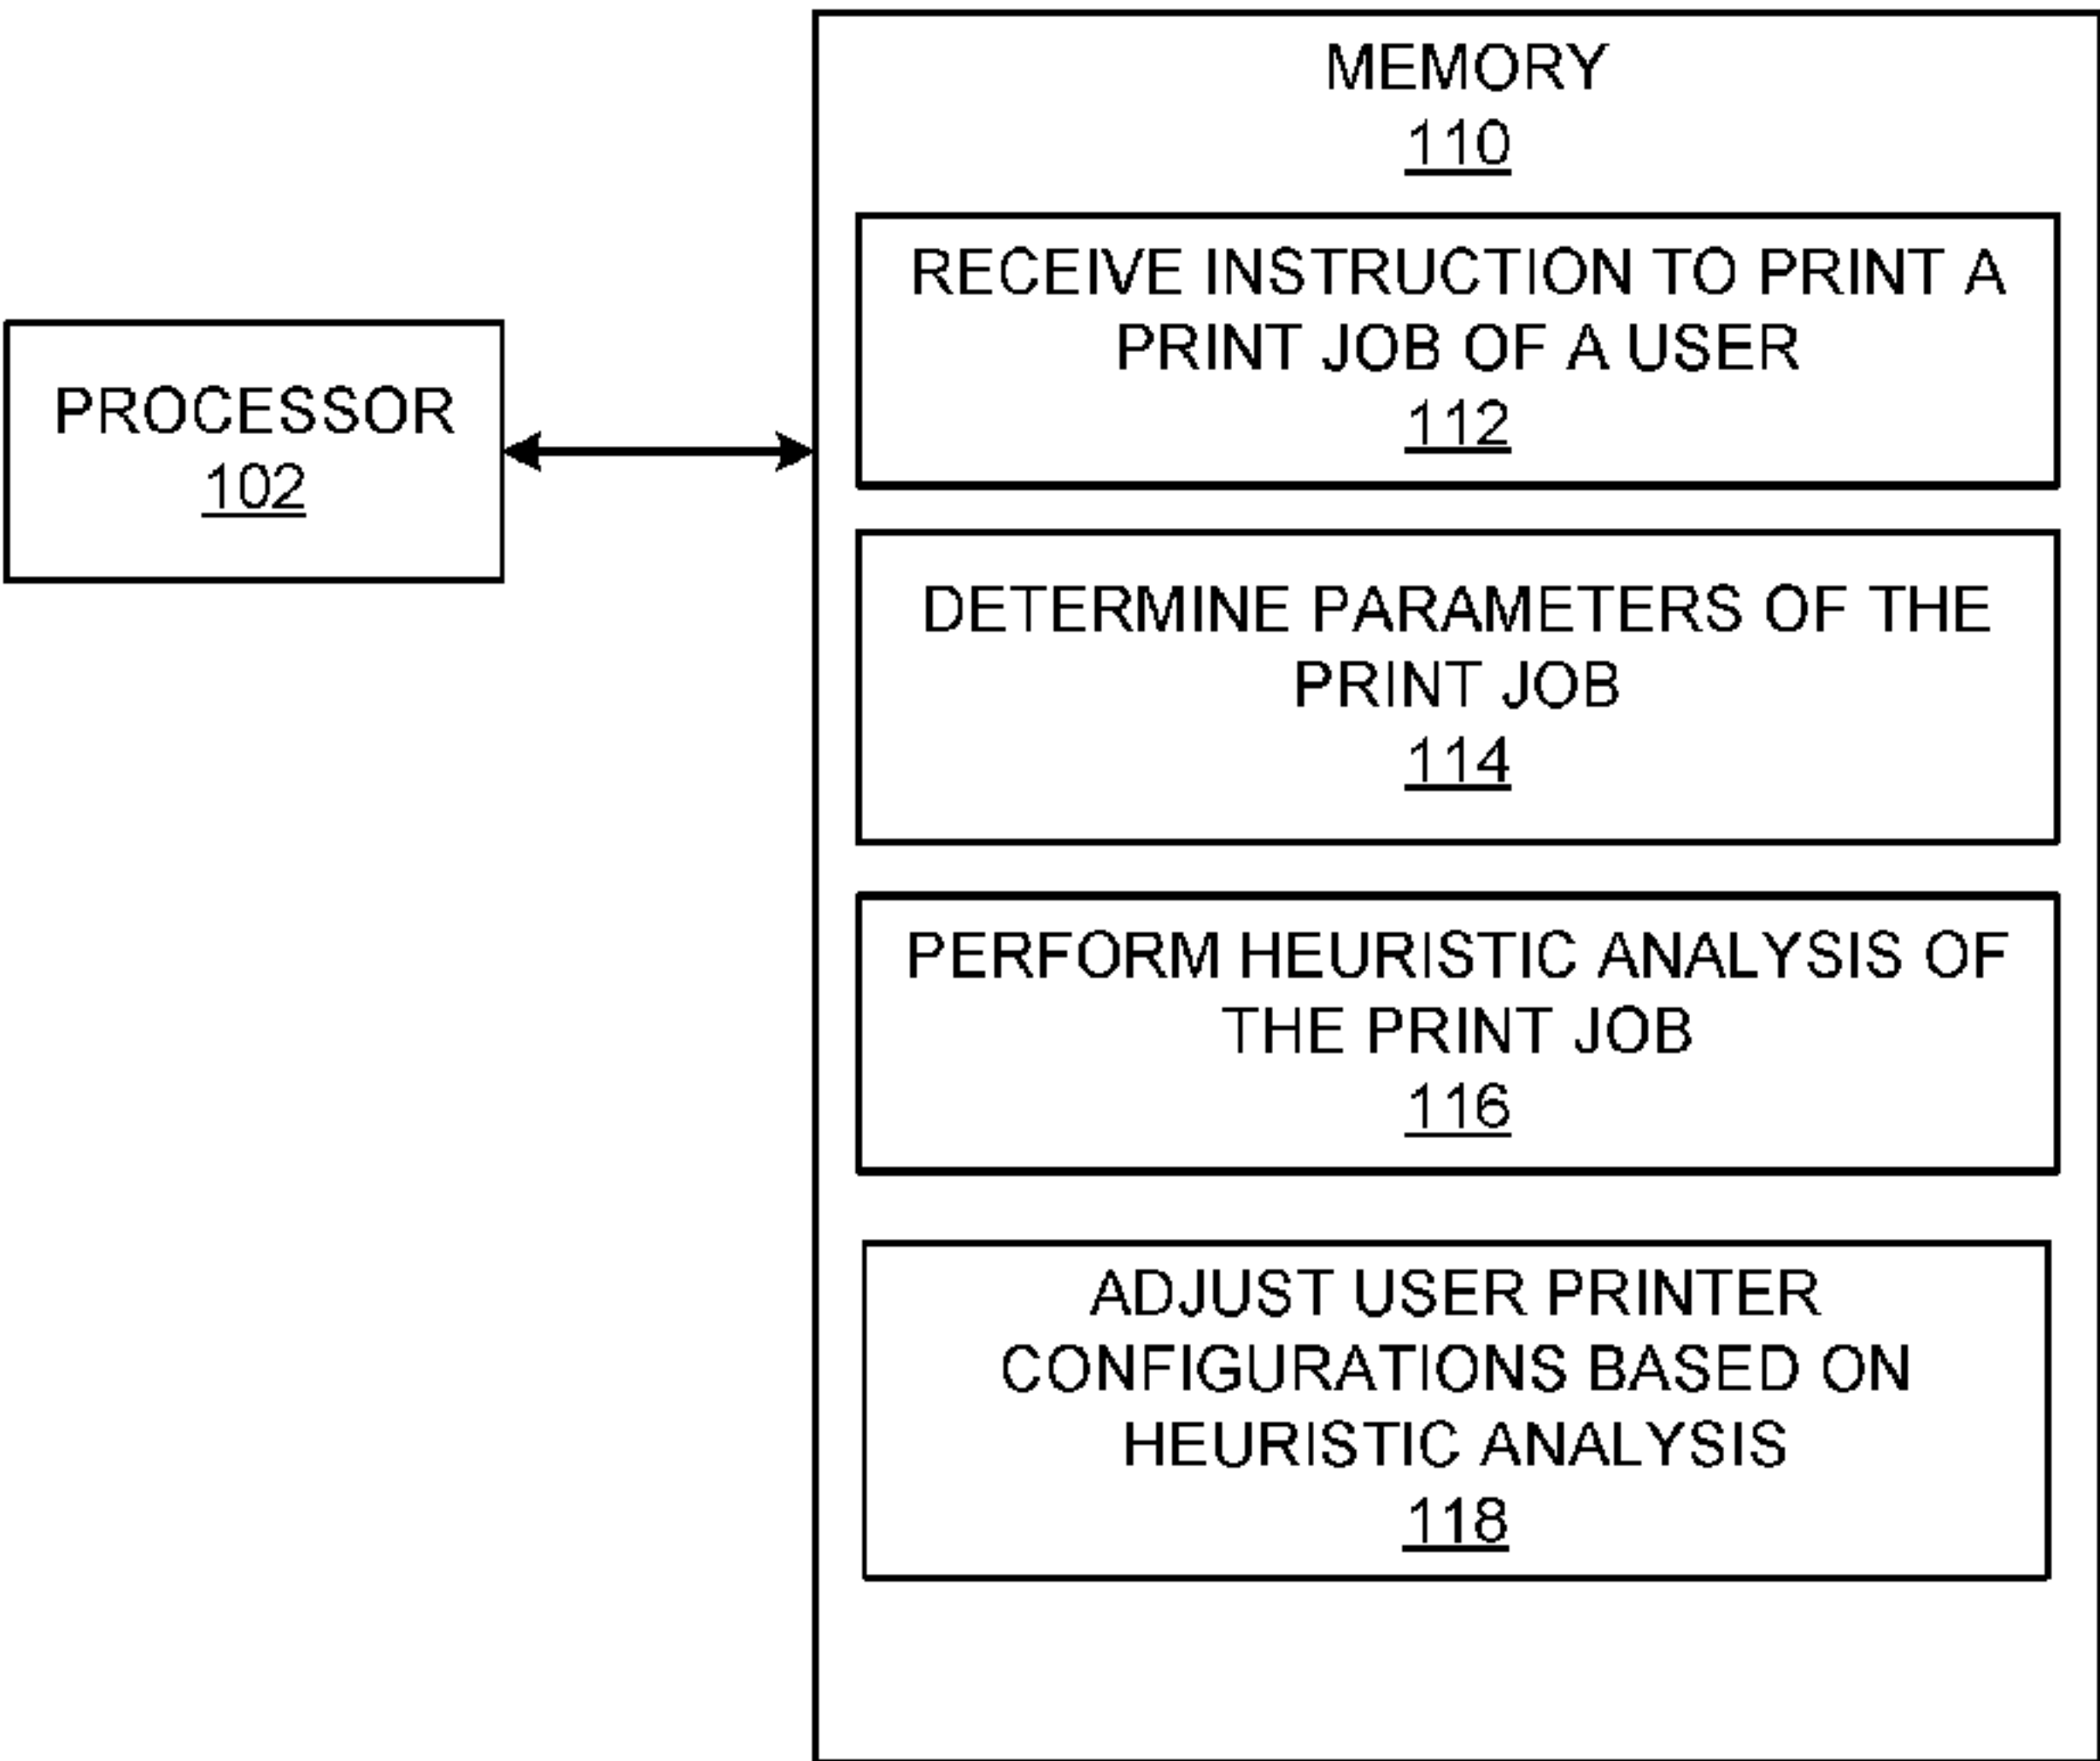 PROCESSOR
102
MEMORY
110
RECEIVE INSTRUCTION TO PRINT A
PRINT JOB OF A USER
112
DETERMINE PARAMETERS OF THE
PRINT JOB
114
PERFORM HEURISTIC ANALYSIS OF
THE PRINT JOB
116
ADJUST USER PRINTER
CONFIGURATIONS BASED ON
HEURISTIC ANALYSIS
118